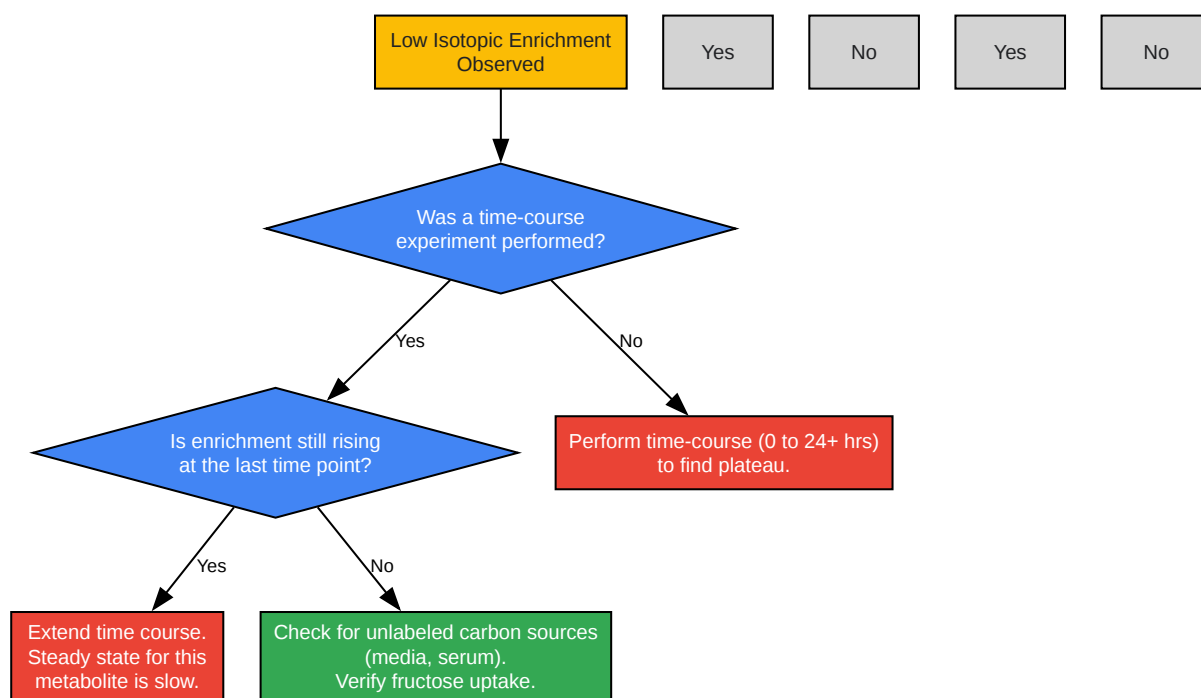 Low Isotopic Enrichment
Observed
Yes
No
Yes
No
Was a time-course
experiment performed?
Yes
No
Is enrichment still rising
at the last time point?
Perform time-course (0 to 24+ hrs)
to find plateau.
Yes
No
Extend time course.
Steady state for this
metabolite is slow.
Check for unlabeled carbon sources
(media, serum).
Verify fructose uptake.